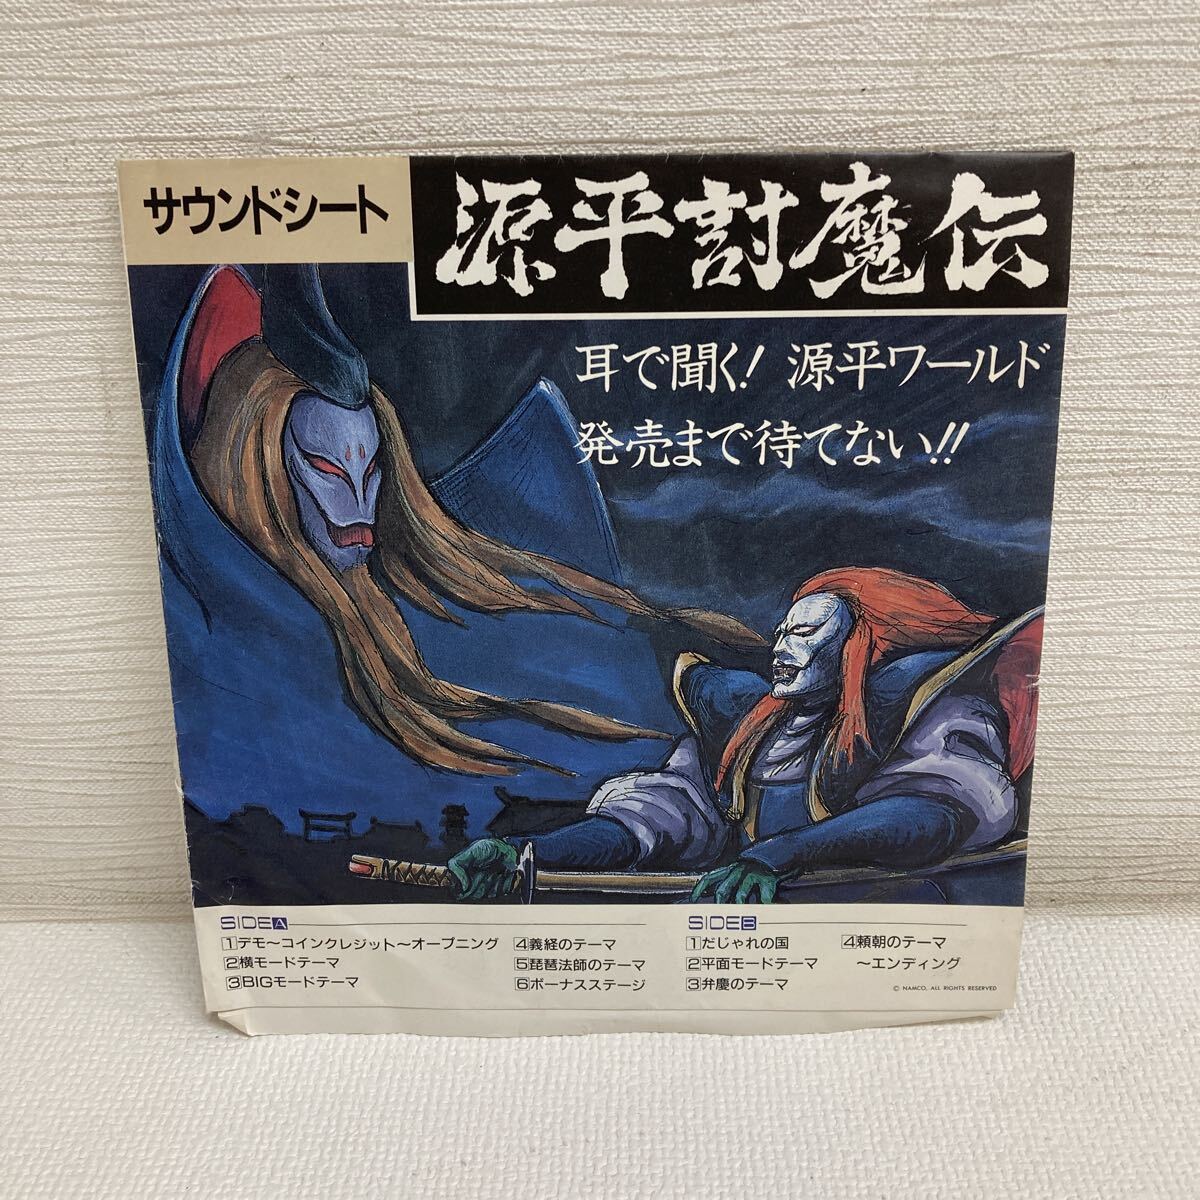 サウンドシート
源平討魔伝
耳で聞く! 源平ワールド
発売まで待てない!!
SIDE A
1 デモ〜コインクレジット〜オープニング
2 横モードテーマ
3 BIGモードテーマ
4 義経のテーマ
5 琵琶法師のテーマ
6 ボーナスステージ
SIDE B
1 だじゃれの国
2 平面モードテーマ
3 弁慶のテーマ
4 頼朝のテーマ
〜エンディング
© NAMCO, ALL RIGHTS RESERVED